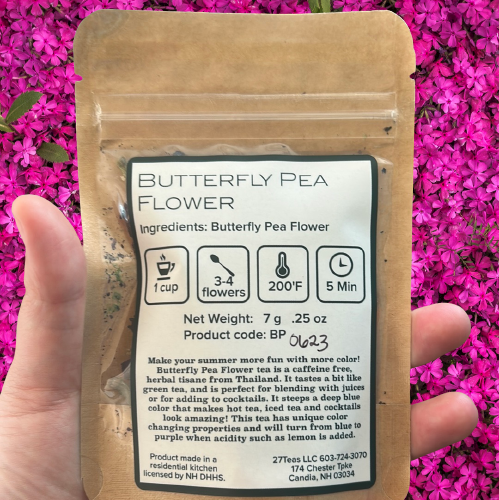 BUTTERFLY PEA
FLOWER
Ingredients: Butterfly Pea Flower
1 cup
3-4
flowers
200°F
5 Min
Net Weight: 7 g .25 oz
Product code: BP 0623
Make your summer more fun with more color!
Butterfly Pea Flower tea is a caffeine free,
herbal tisane from Thailand. It tastes a bit like
green tea, and is perfect for blending with juices
or for adding to cocktails. It steeps a deep blue
color that makes hot tea, iced tea and cocktails
look amazing! This tea has unique color
changing properties and will turn from blue to
purple when acidity such as lemon is added.
Product made in a
residential kitchen
licensed by NH DHHS.
27Teas LLC 603-724-3070
174 Chester Tpke
Candia, NH 03034